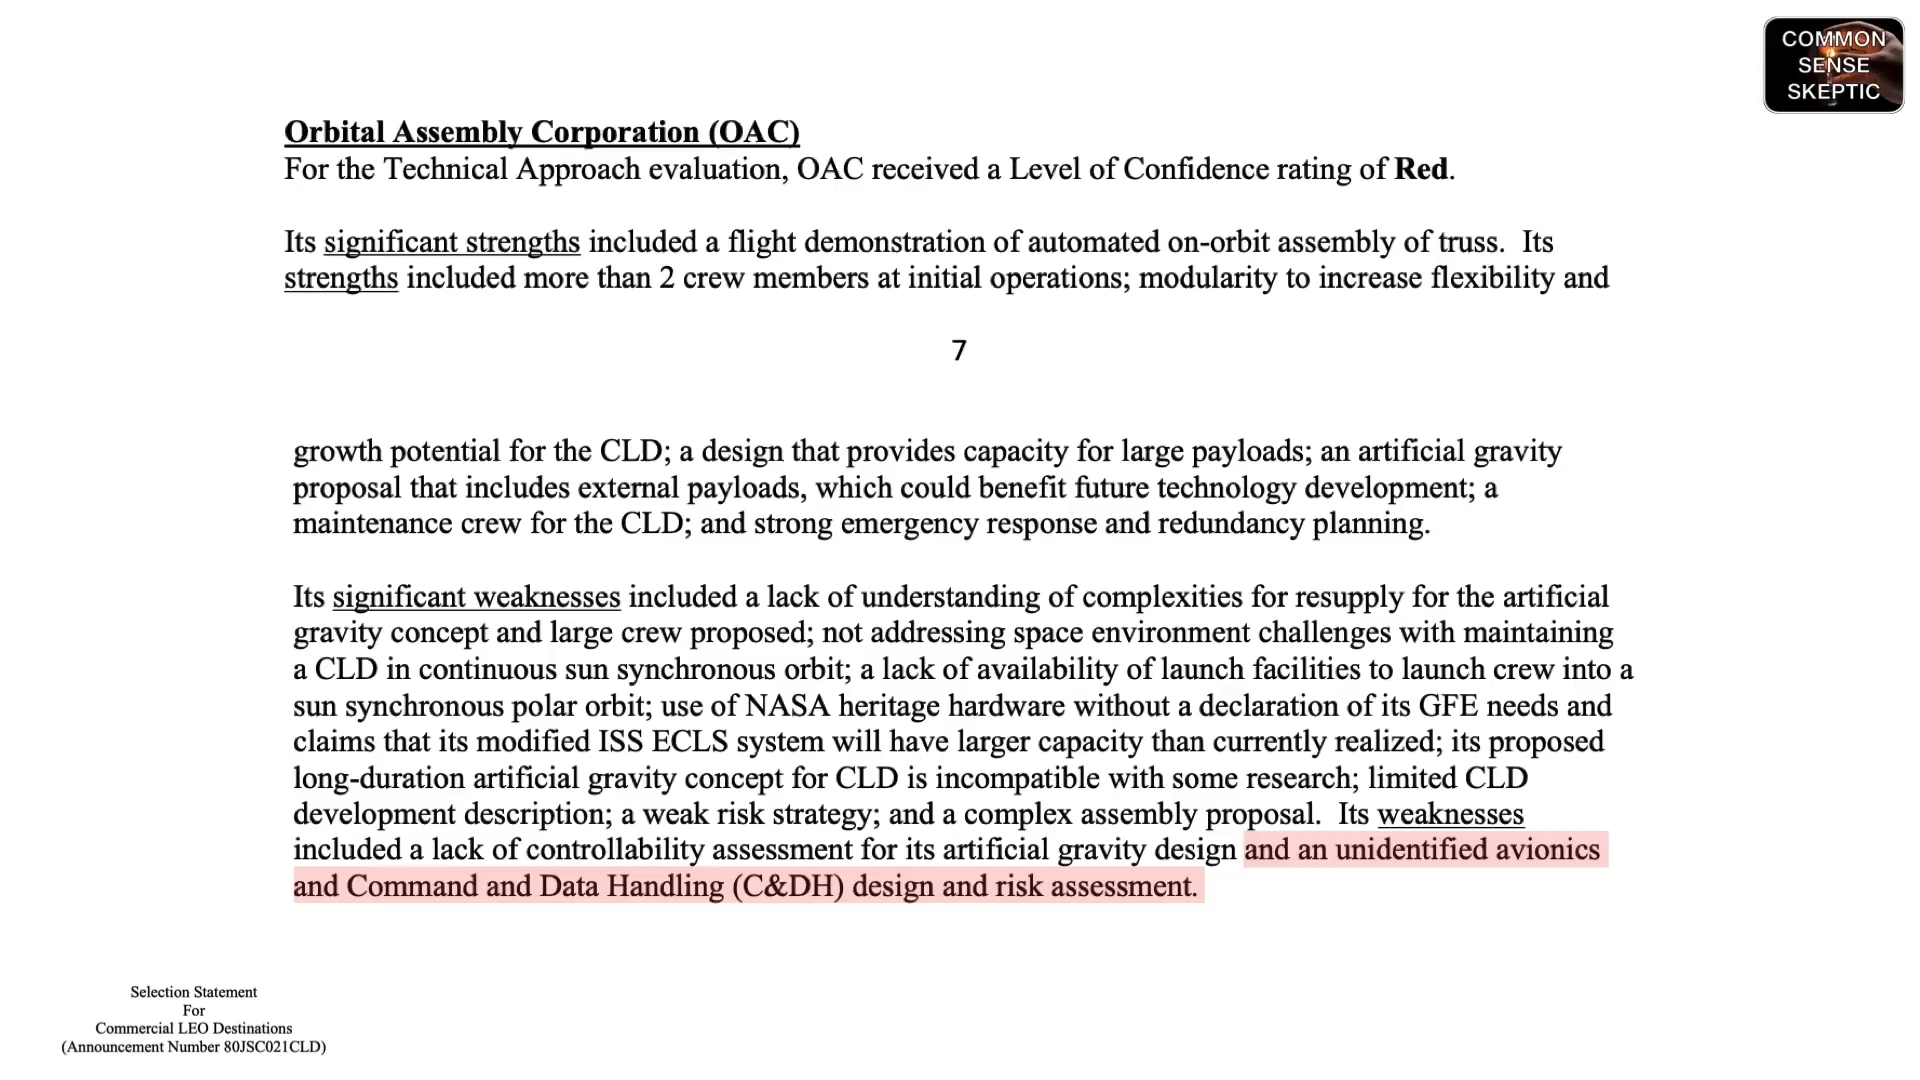 COMMON
SENSE
SKEPTIC
Orbital Assembly Corporation (OAC)
For the Technical Approach evaluation, OAC received a Level of Confidence rating of Red.
Its significant strengths included a flight demonstration of automated on-orbit assembly of truss.  Its
strengths included more than 2 crew members at initial operations; modularity to increase flexibility and
7
growth potential for the CLD; a design that provides capacity for large payloads; an artificial gravity
proposal that includes external payloads, which could benefit future technology development; a
maintenance crew for the CLD; and strong emergency response and redundancy planning.
Its significant weaknesses included a lack of understanding of complexities for resupply for the artificial
gravity concept and large crew proposed; not addressing space environment challenges with maintaining
a CLD in continuous sun synchronous orbit; a lack of availability of launch facilities to launch crew into a
sun synchronous polar orbit; use of NASA heritage hardware without a declaration of its GFE needs and
claims that its modified ISS ECLS system will have larger capacity than currently realized; its proposed
long-duration artificial gravity concept for CLD is incompatible with some research; limited CLD
development description; a weak risk strategy; and a complex assembly proposal.  Its weaknesses
included a lack of controllability assessment for its artificial gravity design and an unidentified avionics
and Command and Data Handling (C&DH) design and risk assessment.
Selection Statement
For
Commercial LEO Destinations
(Announcement Number 80JSC021CLD)